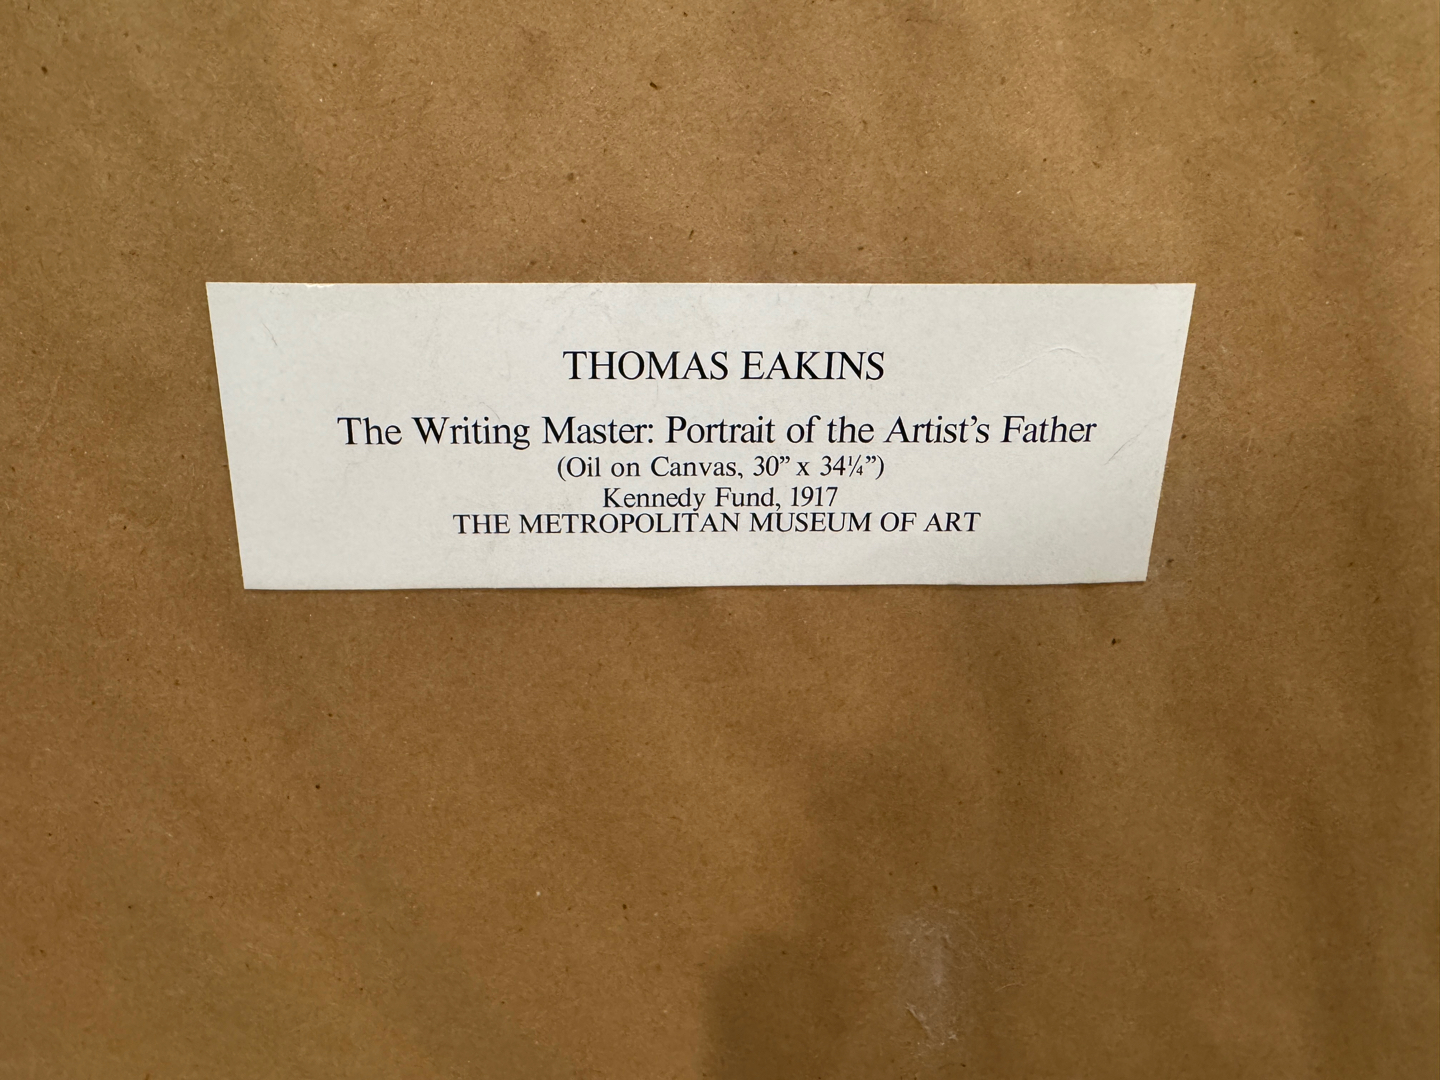 THOMAS EAKINS
The Writing Master: Portrait of the Artist’s Father
(Oil on Canvas, 30” x 34¼”)
Kennedy Fund, 1917
THE METROPOLITAN MUSEUM OF ART